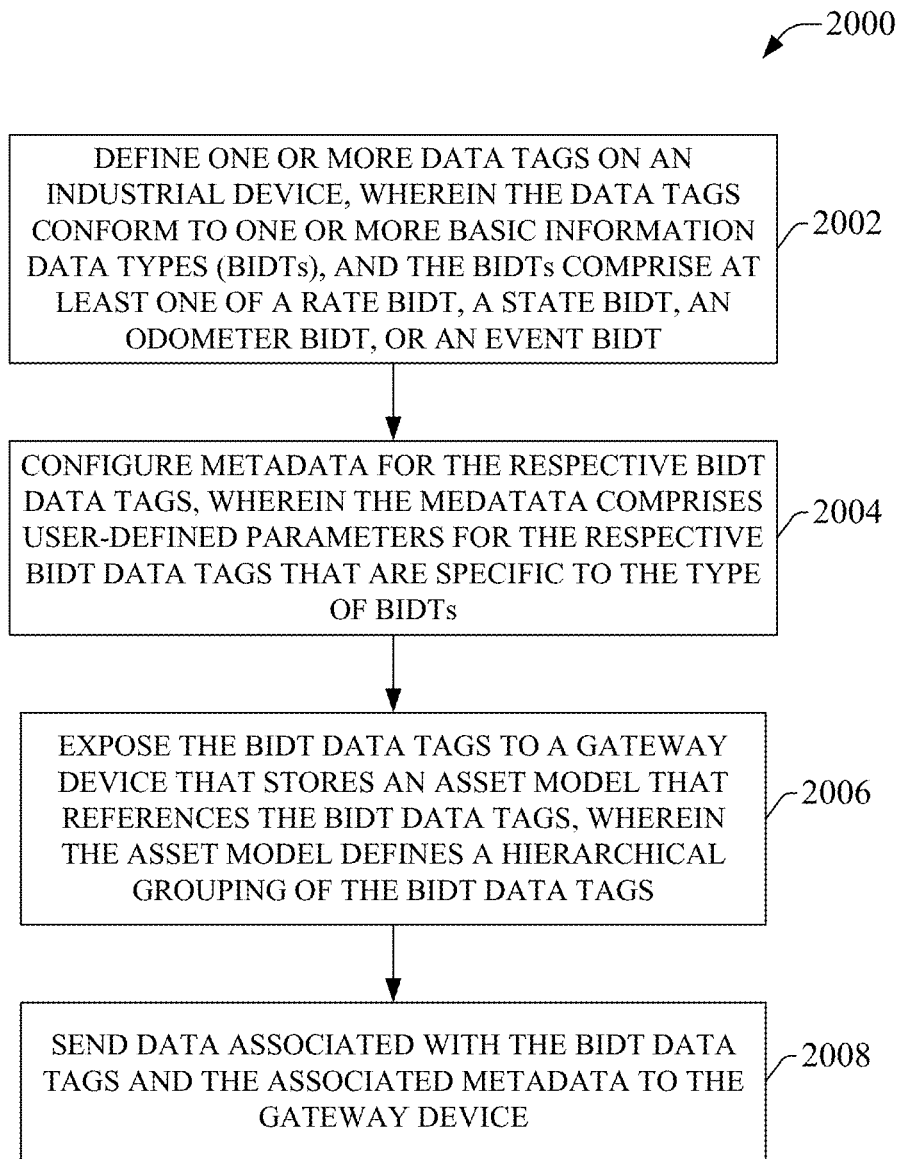 2000
DEFINE ONE OR MORE DATA TAGS ON AN
INDUSTRIAL DEVICE, WHEREIN THE DATA TAGS
CONFORM TO ONE OR MORE BASIC INFORMATION
DATA TYPES (BIDTs), AND THE BIDTs COMPRISE AT
LEAST ONE OF A RATE BIDT, A STATE BIDT, AN
ODOMETER BIDT, OR AN EVENT BIDT
2002
CONFIGURE METADATA FOR THE RESPECTIVE BIDT
DATA TAGS, WHEREIN THE MEDATATA COMPRISES
USER-DEFINED PARAMETERS FOR THE RESPECTIVE
BIDT DATA TAGS THAT ARE SPECIFIC TO THE TYPE
OF BIDTs
2004
EXPOSE THE BIDT DATA TAGS TO A GATEWAY
DEVICE THAT STORES AN ASSET MODEL THAT
REFERENCES THE BIDT DATA TAGS, WHEREIN
THE ASSET MODEL DEFINES A HIERARCHICAL
GROUPING OF THE BIDT DATA TAGS
2006
SEND DATA ASSOCIATED WITH THE BIDT DATA
TAGS AND THE ASSOCIATED METADATA TO THE
GATEWAY DEVICE
2008